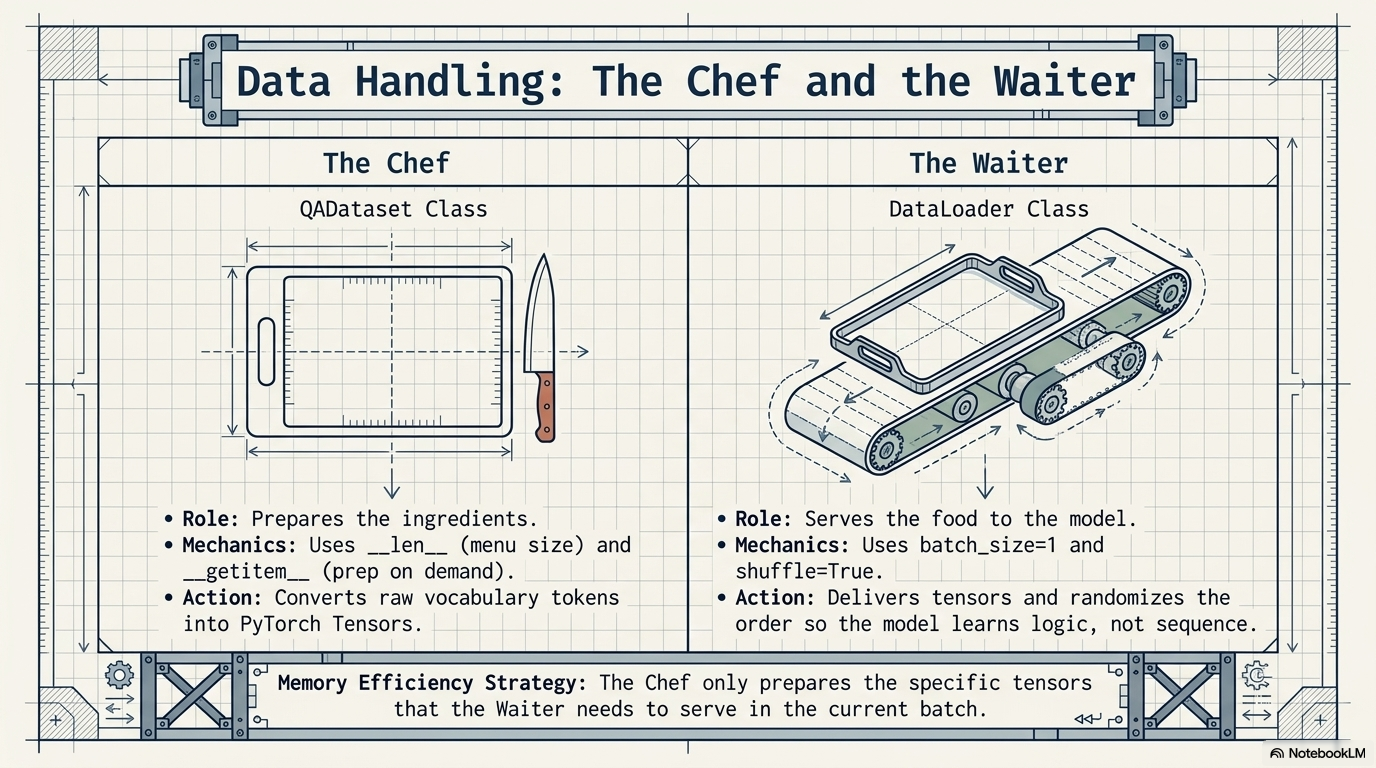 Data Handling: The Chef and the Waiter
The Chef
QADataset Class
• Role: Prepares the ingredients.
• Mechanics: Uses __len__ (menu size) and
__getitem__ (prep on demand).
• Action: Converts raw vocabulary tokens
into PyTorch Tensors.
The Waiter
DataLoader Class
• Role: Serves the food to the model.
• Mechanics: Uses batch_size=1 and
shuffle=True.
• Action: Delivers tensors and randomizes the
order so the model learns logic, not sequence.
Memory Efficiency Strategy: The Chef only prepares the specific tensors
that the Waiter needs to serve in the current batch.
NotebookLM